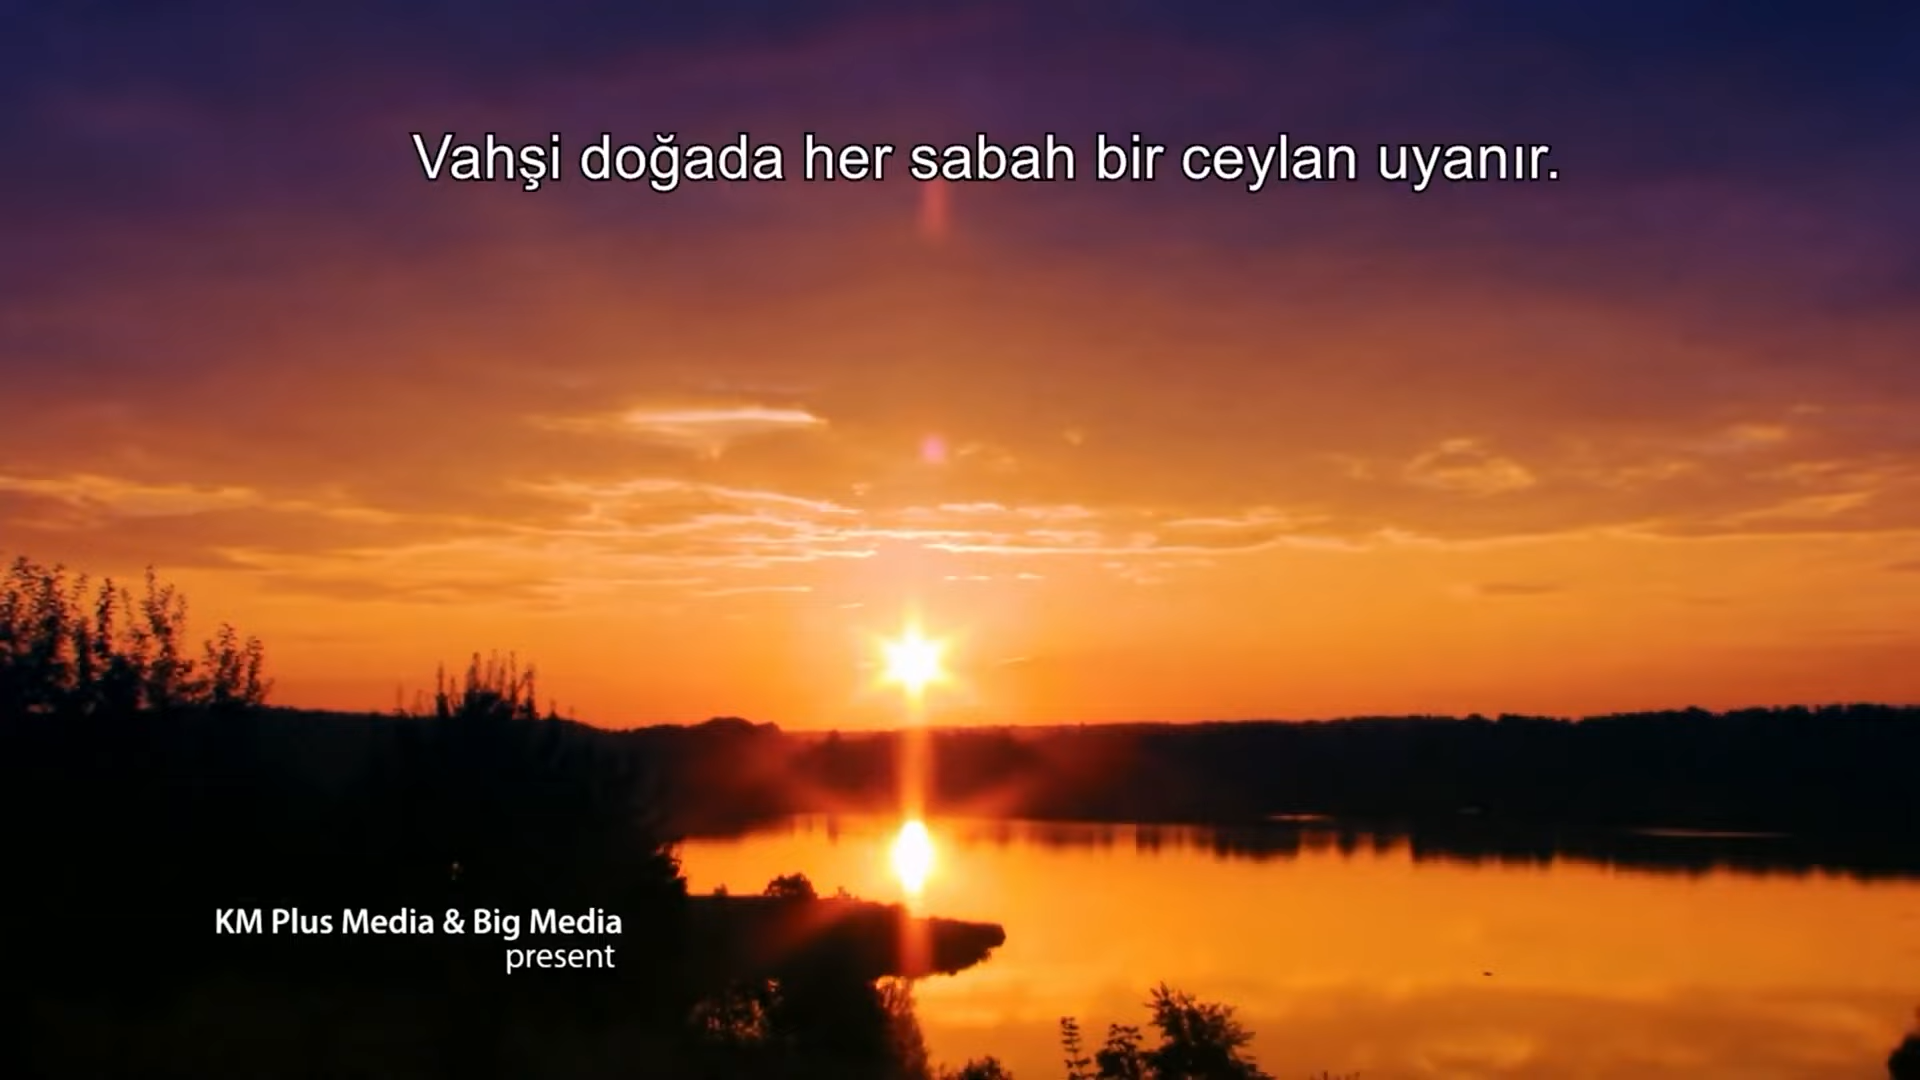 Vahşi doğada her sabah bir ceylan uyanır.
KM Plus Media & Big Media
present